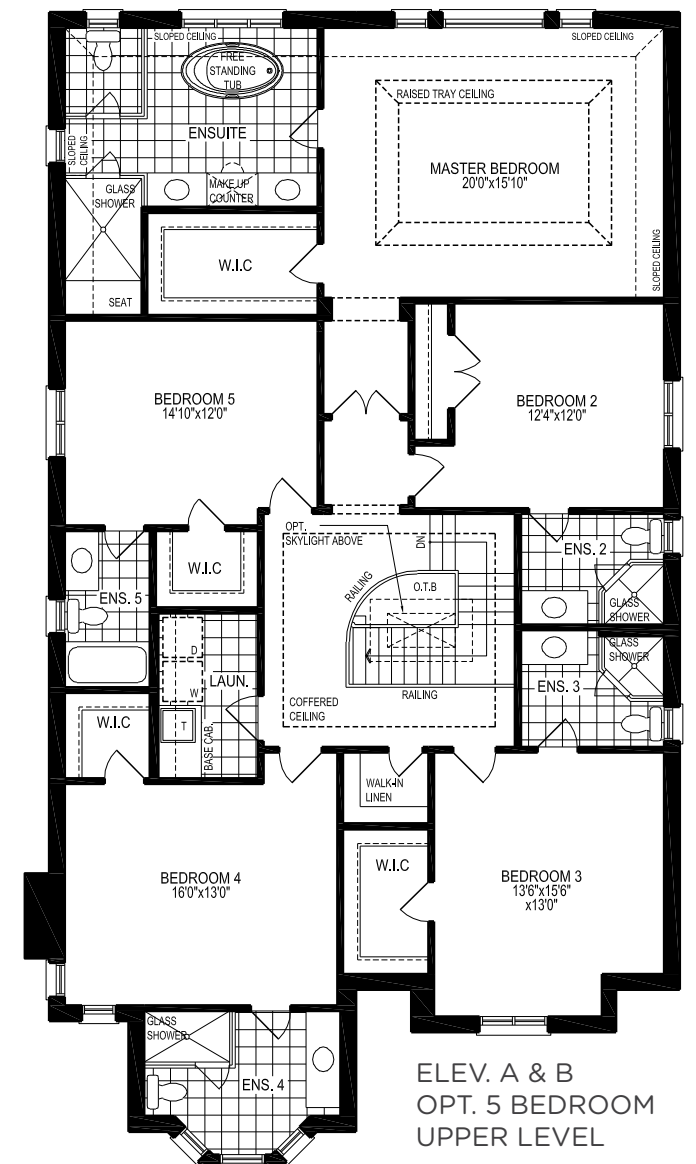 SLOPED CEILING
SLOPED CEILING
FREE
STANDING
TUB
RAISED TRAY CEILING
ENSUITE
SLOPED
CEILING
MASTER BEDROOM
20'0"x15'10"
GLASS
SHOWER
MAKE UP
COUNTER
W.I.C
SLOPED CEILING
SEAT
BEDROOM 5
14'10"x12'0"
BEDROOM 2
12'4"x12'0"
OPT.
SKYLIGHT ABOVE
DN
ENS. 2
W.I.C
RAILING
O.T.B
ENS. 5
GLASS
SHOWER
D
GLASS
SHOWER
LAUN.
W
ENS. 3
RAILING
COFFERED
CEILING
W.I.C
T
BASE CAB.
WALK-IN
LINEN
W.I.C
BEDROOM 4
16'0"x13'0"
BEDROOM 3
13'6"x15'6"
x13'0"
GLASS
SHOWER
ENS. 4
ELEV. A & B
OPT. 5 BEDROOM
UPPER LEVEL